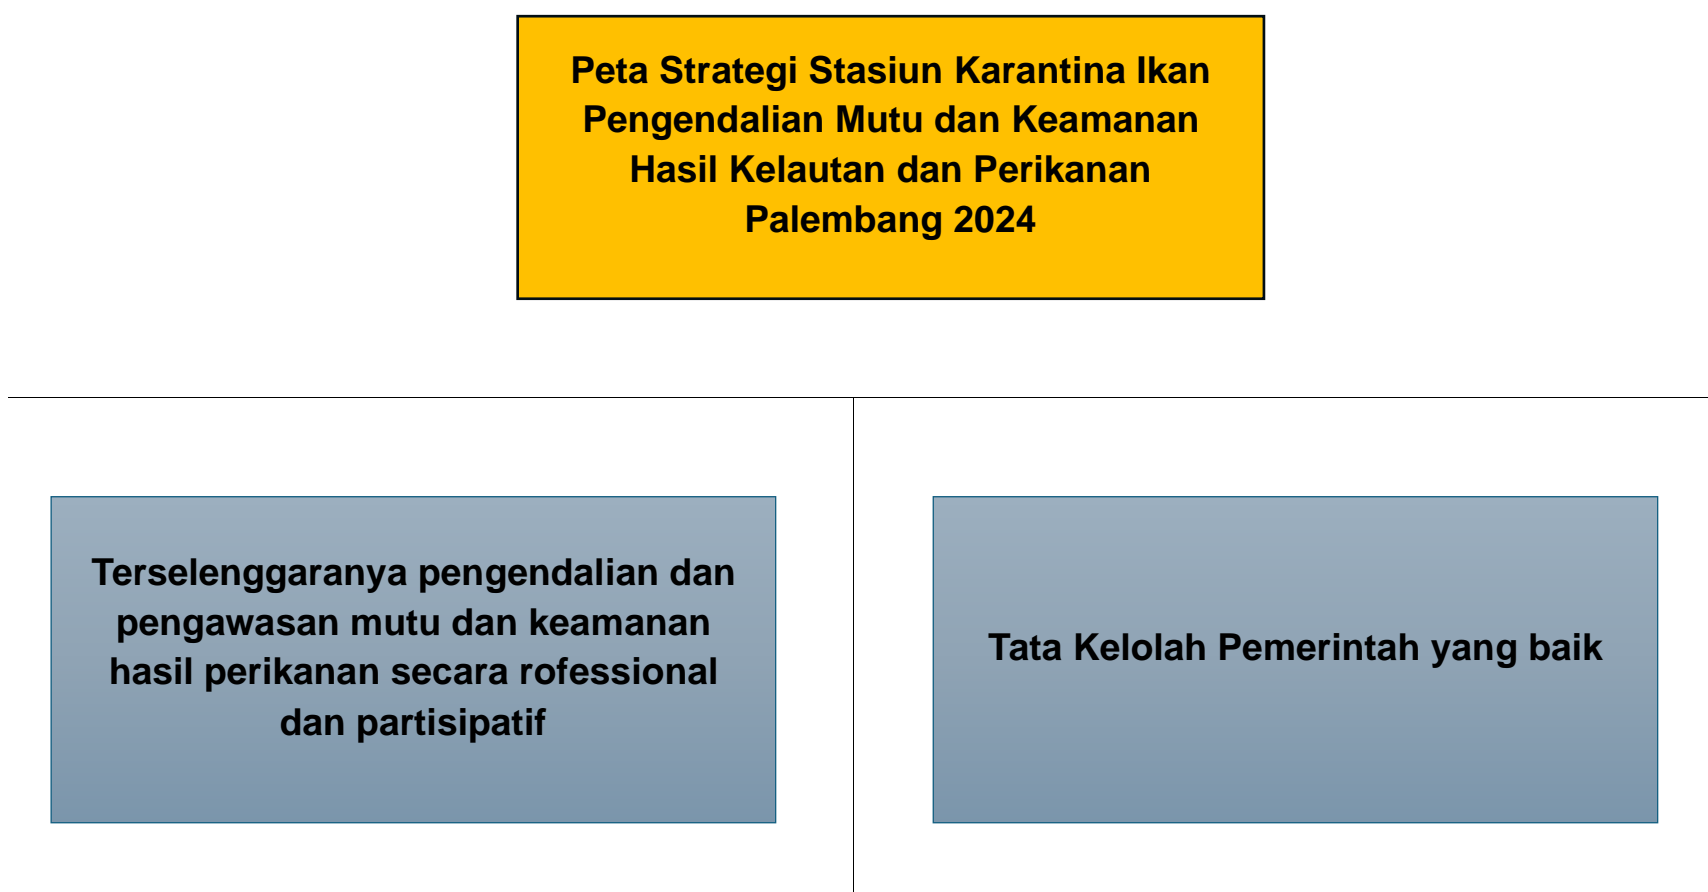 Peta Strategi Stasiun Karantina Ikan
Pengendalian Mutu dan Keamanan
Hasil Kelautan dan Perikanan
Palembang 2024
Terselenggaranya pengendalian dan
pengawasan mutu dan keamanan
hasil perikanan secara rofessional
dan partisipatif
Tata Kelolah Pemerintah yang baik